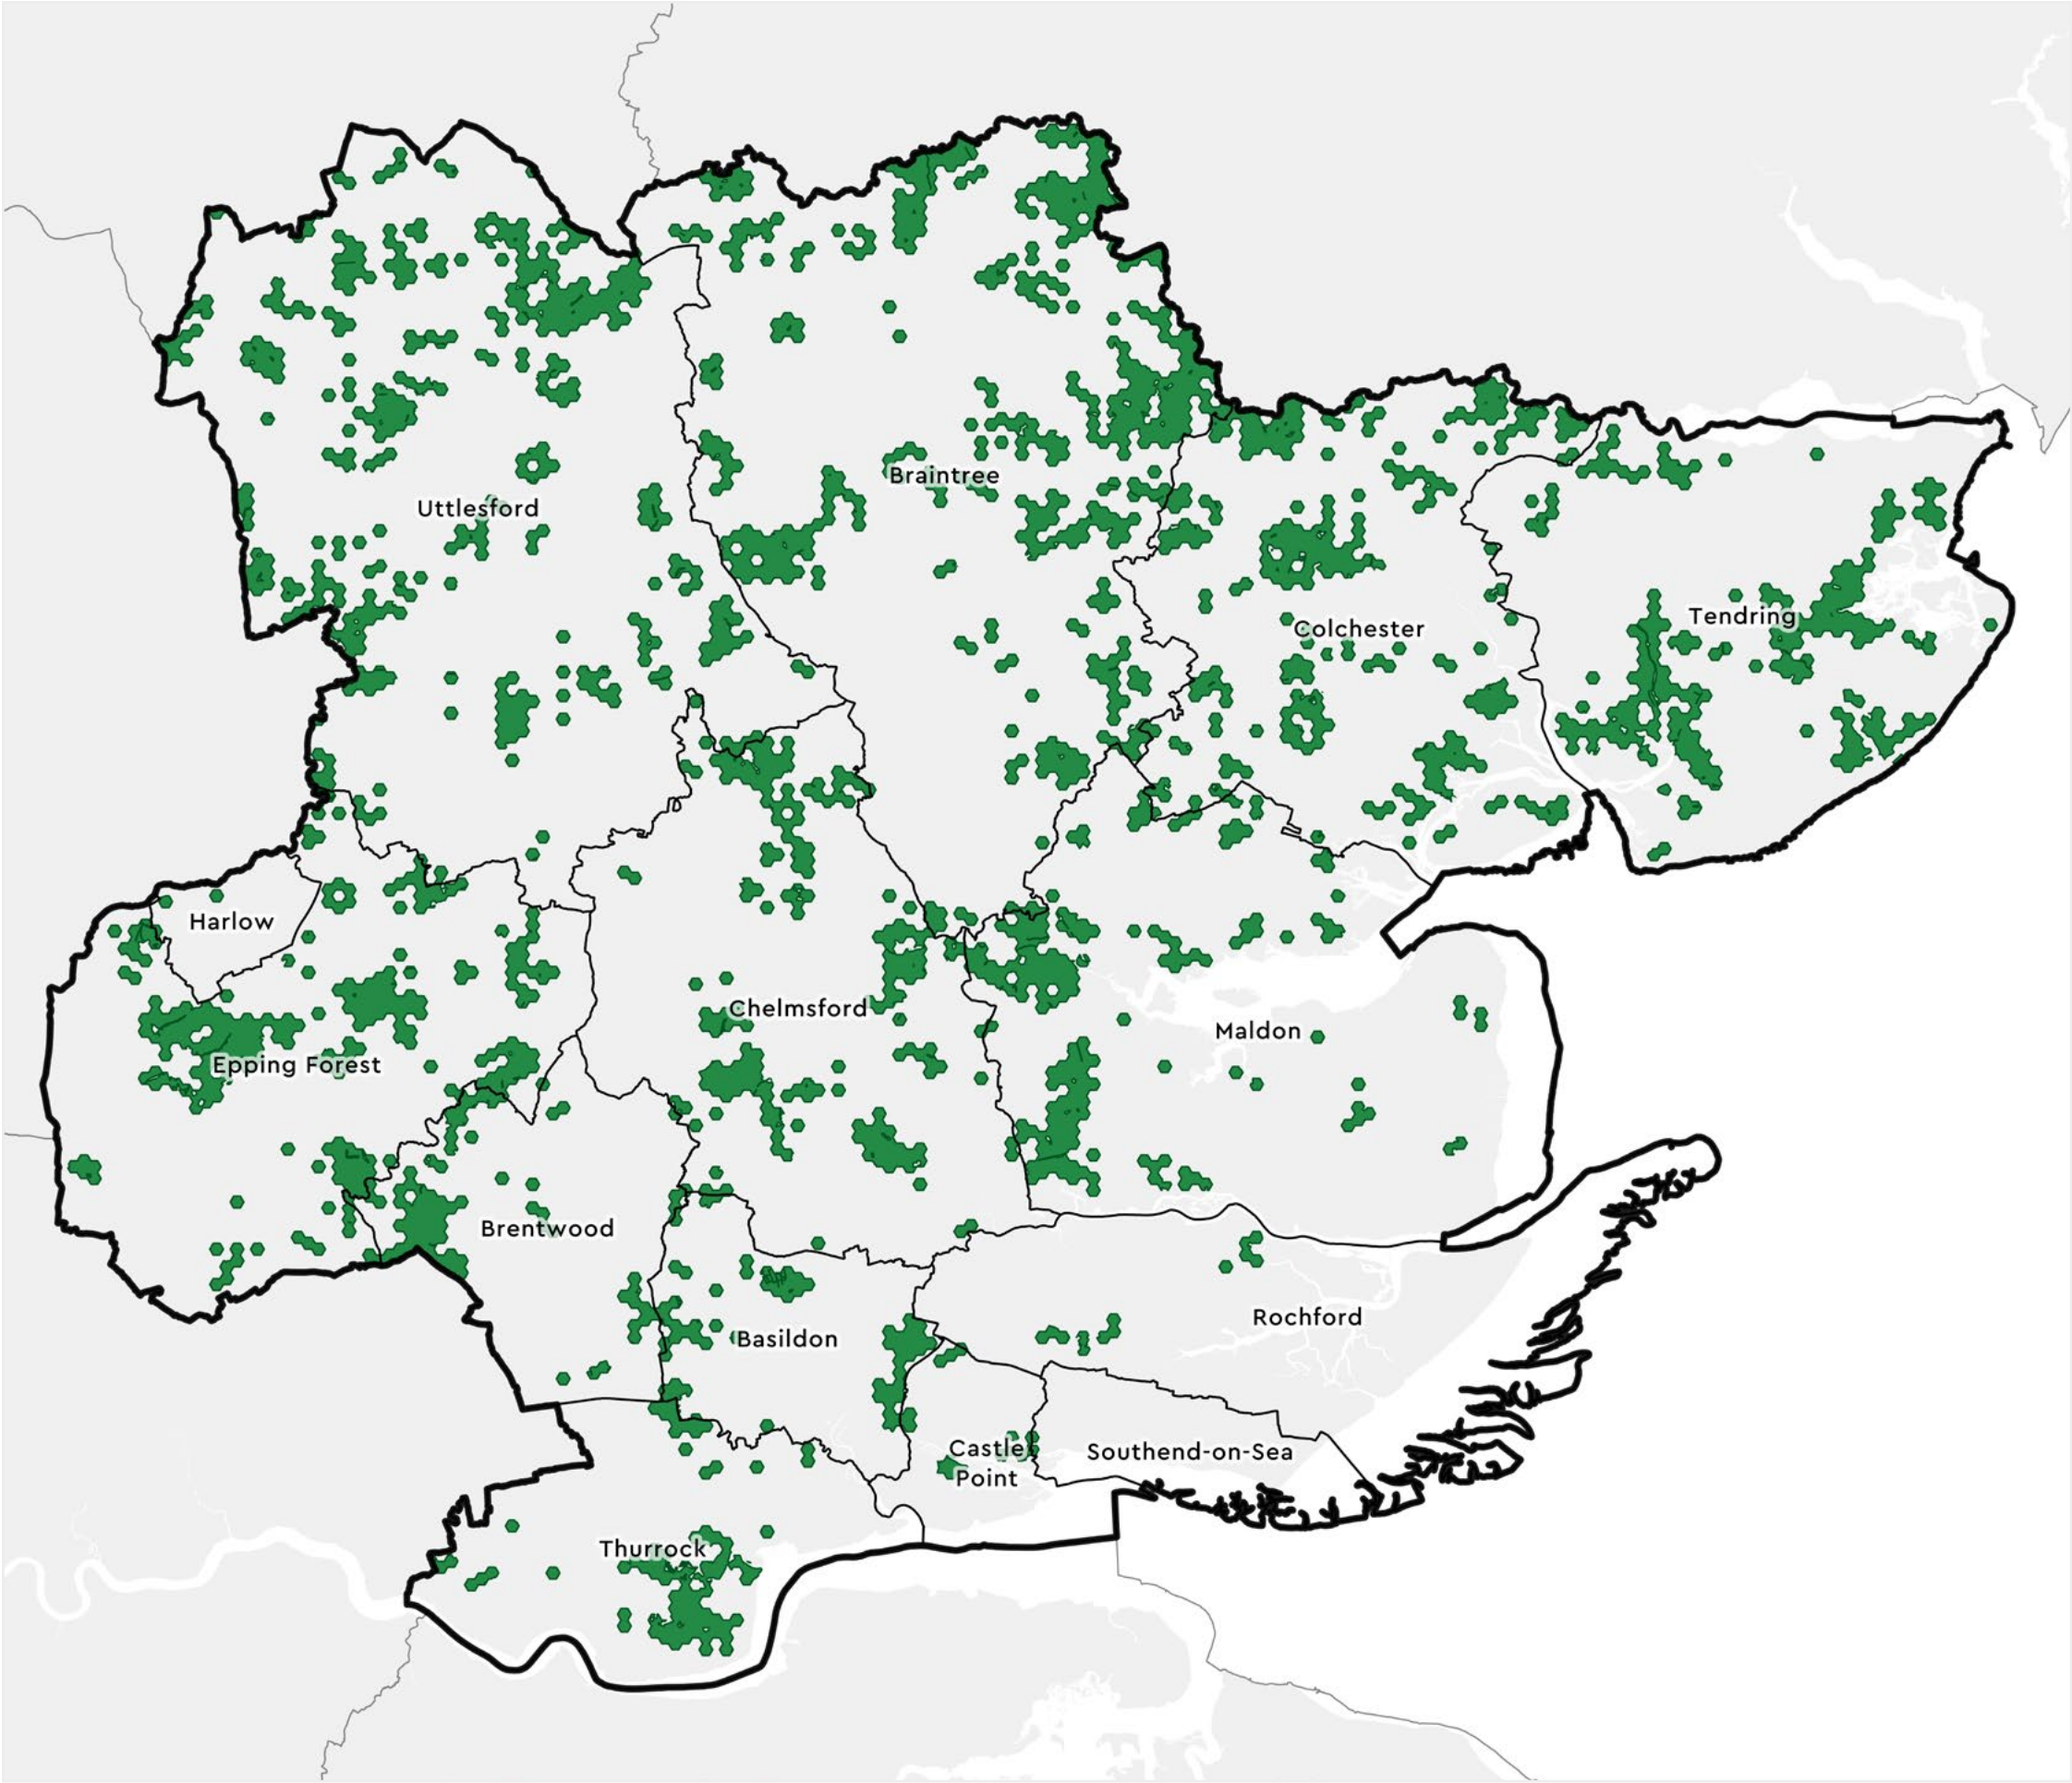 Braintree
Uttlesford
Tendring
Colchester
Harlow
Chelmsford
Maldon
Epping Forest
Brentwood
Rochford
Basildon
Castle
Point
Southend-on-Sea
Thurrock